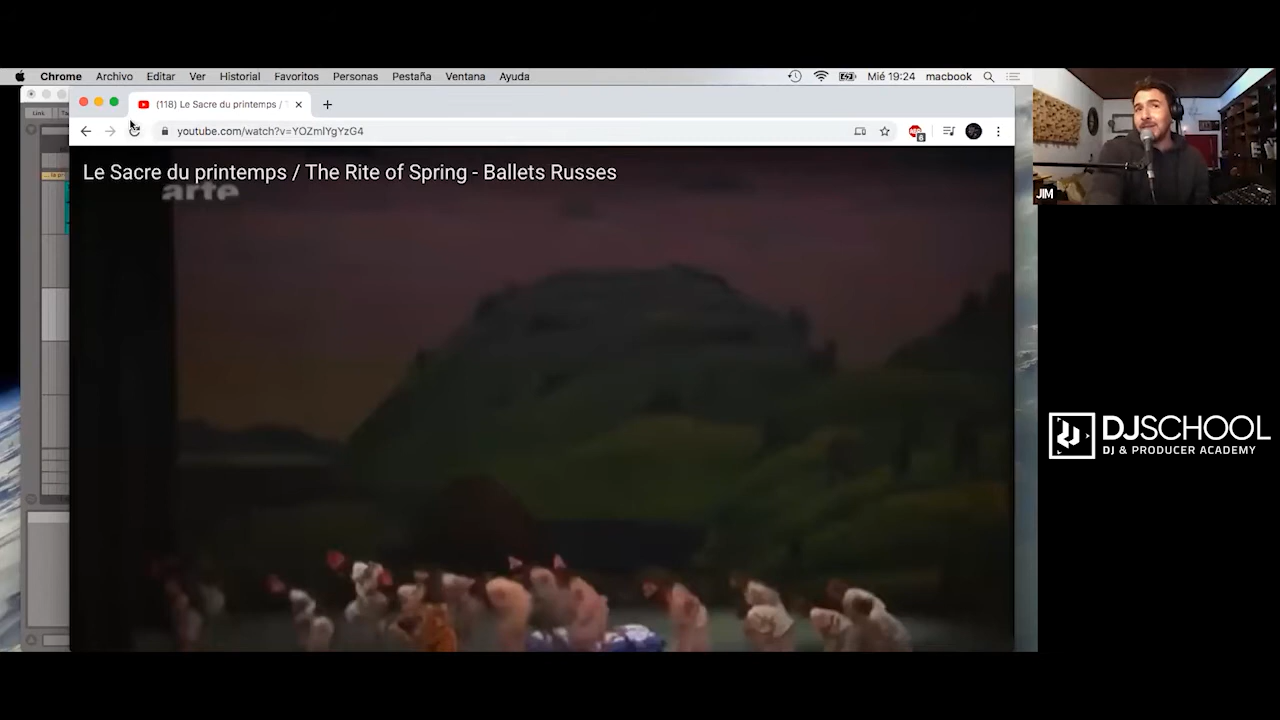 Chrome Archivo Editar Ver Historial Favoritos Personas Pestaña Ventana Ayuda Mié 19:24 macbook
Link
(118) Le Sacre du printemps /
youtube.com/watch?v=YOZmlYgYzG4
Le Sacre du printemps / The Rite of Spring - Ballets Russes
arte
JIM
DJSCHOOL
DJ & PRODUCER ACADEMY